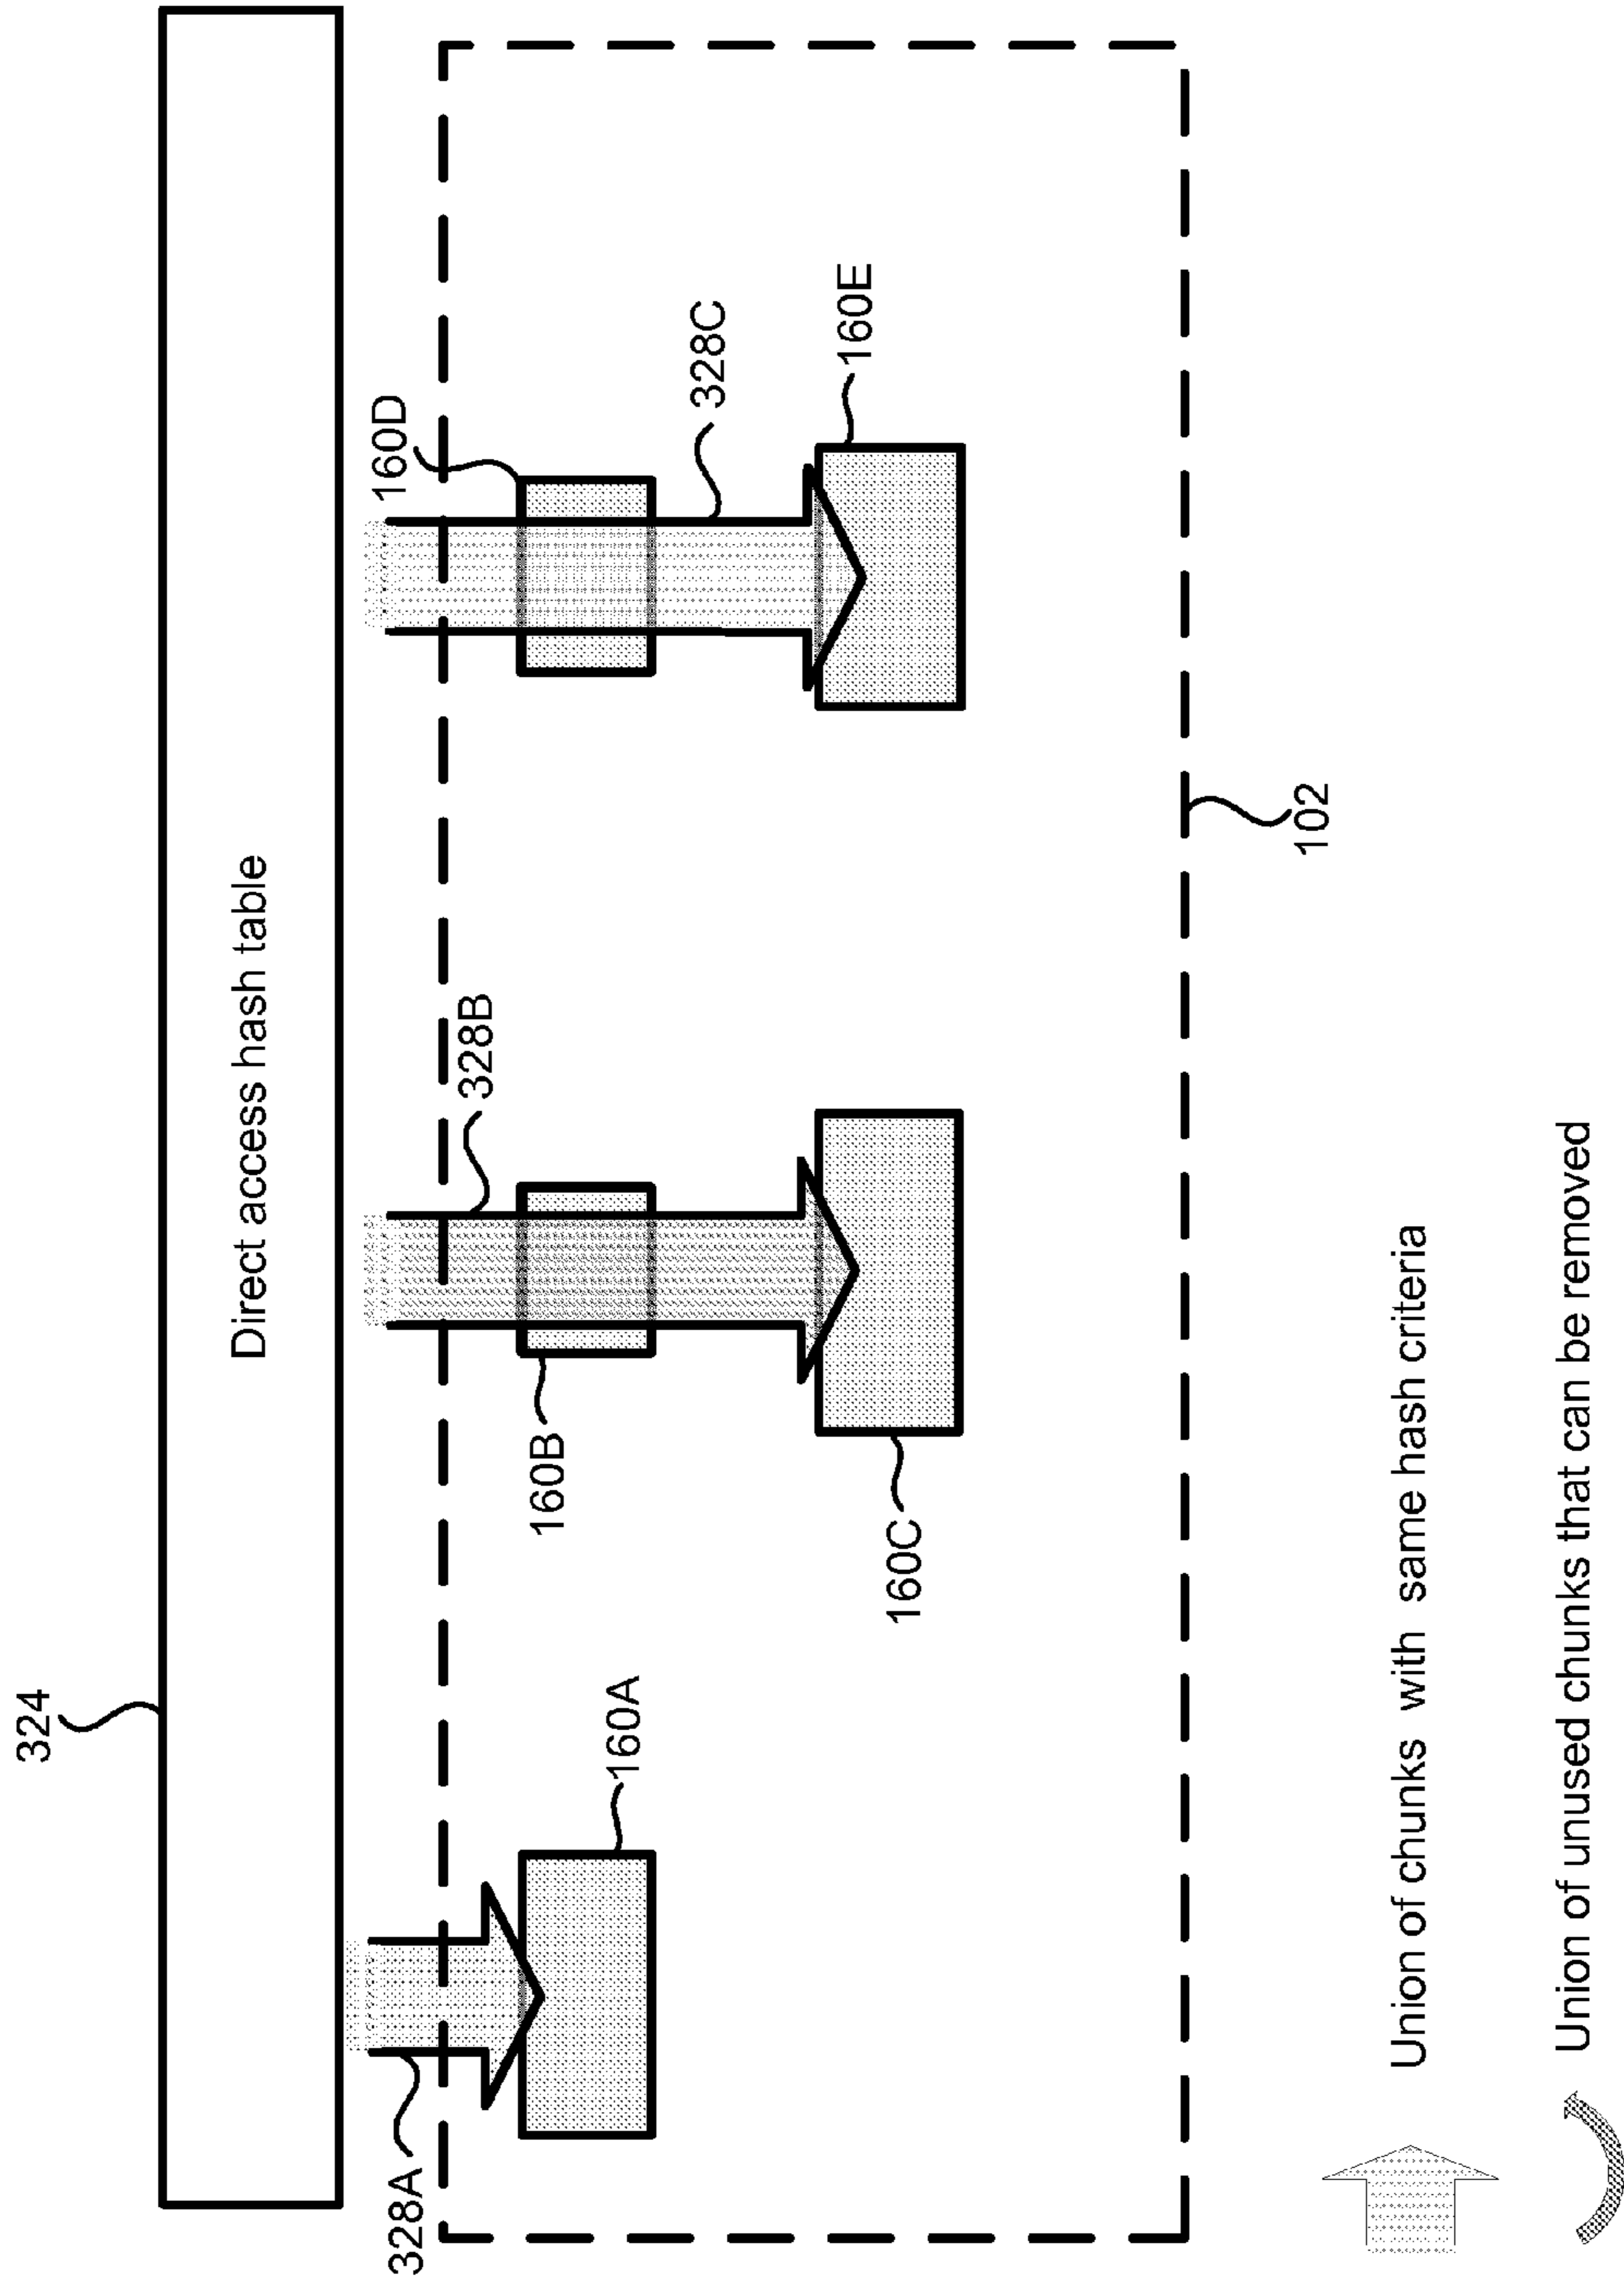 324
Direct access hash table
328A
328B
160D
160A
160B
328C
160C
160E
102
Union of chunks with same hash criteria
Union of unused chunks that can be removed